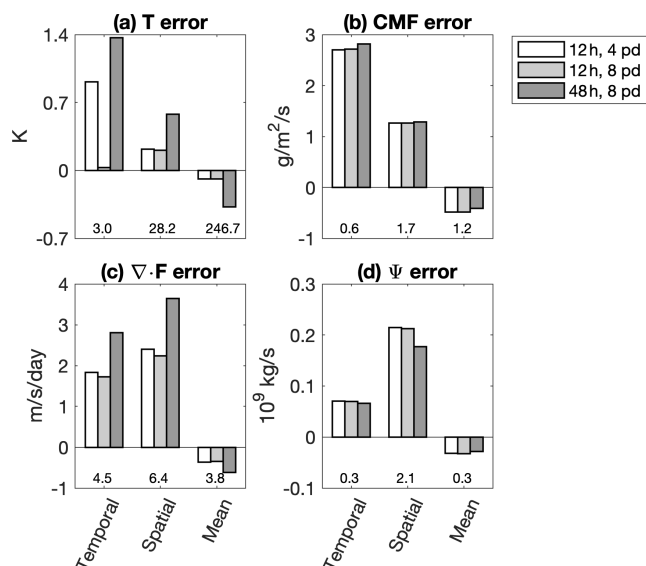 (a) T error
1.4
0.7
0
-0.7
K
3.0 28.2 246.7
(b) CMF error
3
2
1
0
-1
g/m²/s
0.6 1.7 1.2
12h, 4 pd
12h, 8 pd
48h, 8 pd
(c) ∇·F error
4
3
2
1
0
-1
m/s/day
4.5 6.4 3.8
Temporal Spatial Mean
(d) Ψ error
0.3
0.2
0.1
0
-0.1
10⁹ kg/s
0.3 2.1 0.3
Temporal Spatial Mean